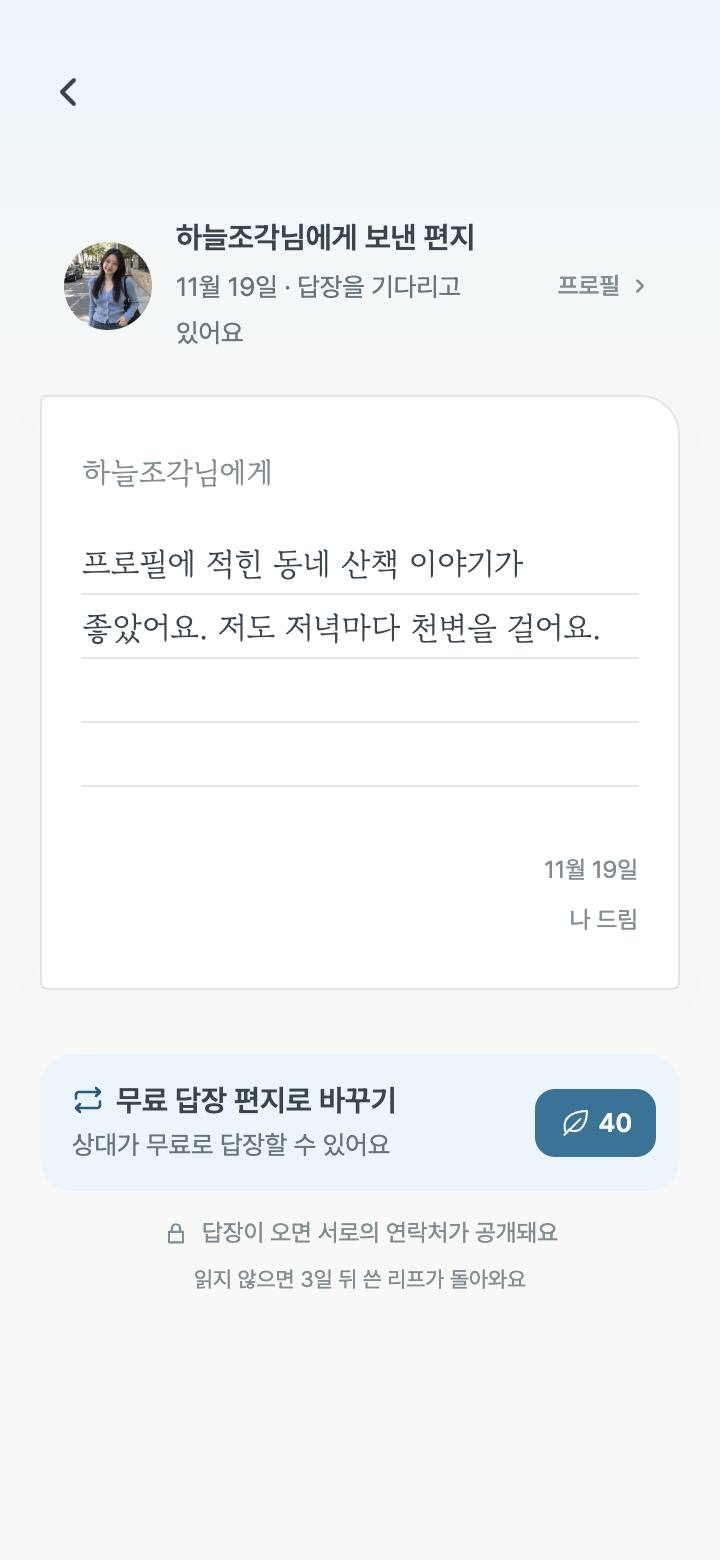 하늘조각님에게 보낸 편지
11월 19일 · 답장을 기다리고
있어요
프로필
하늘조각님에게
프로필에 적힌 동네 산책 이야기가
좋았어요. 저도 저녁마다 천변을 걸어요.
11월 19일
나 드림
무료 답장 편지로 바꾸기
상대가 무료로 답장할 수 있어요
40
답장이 오면 서로의 연락처가 공개돼요
읽지 않으면 3일 뒤 쓴 리프가 돌아와요